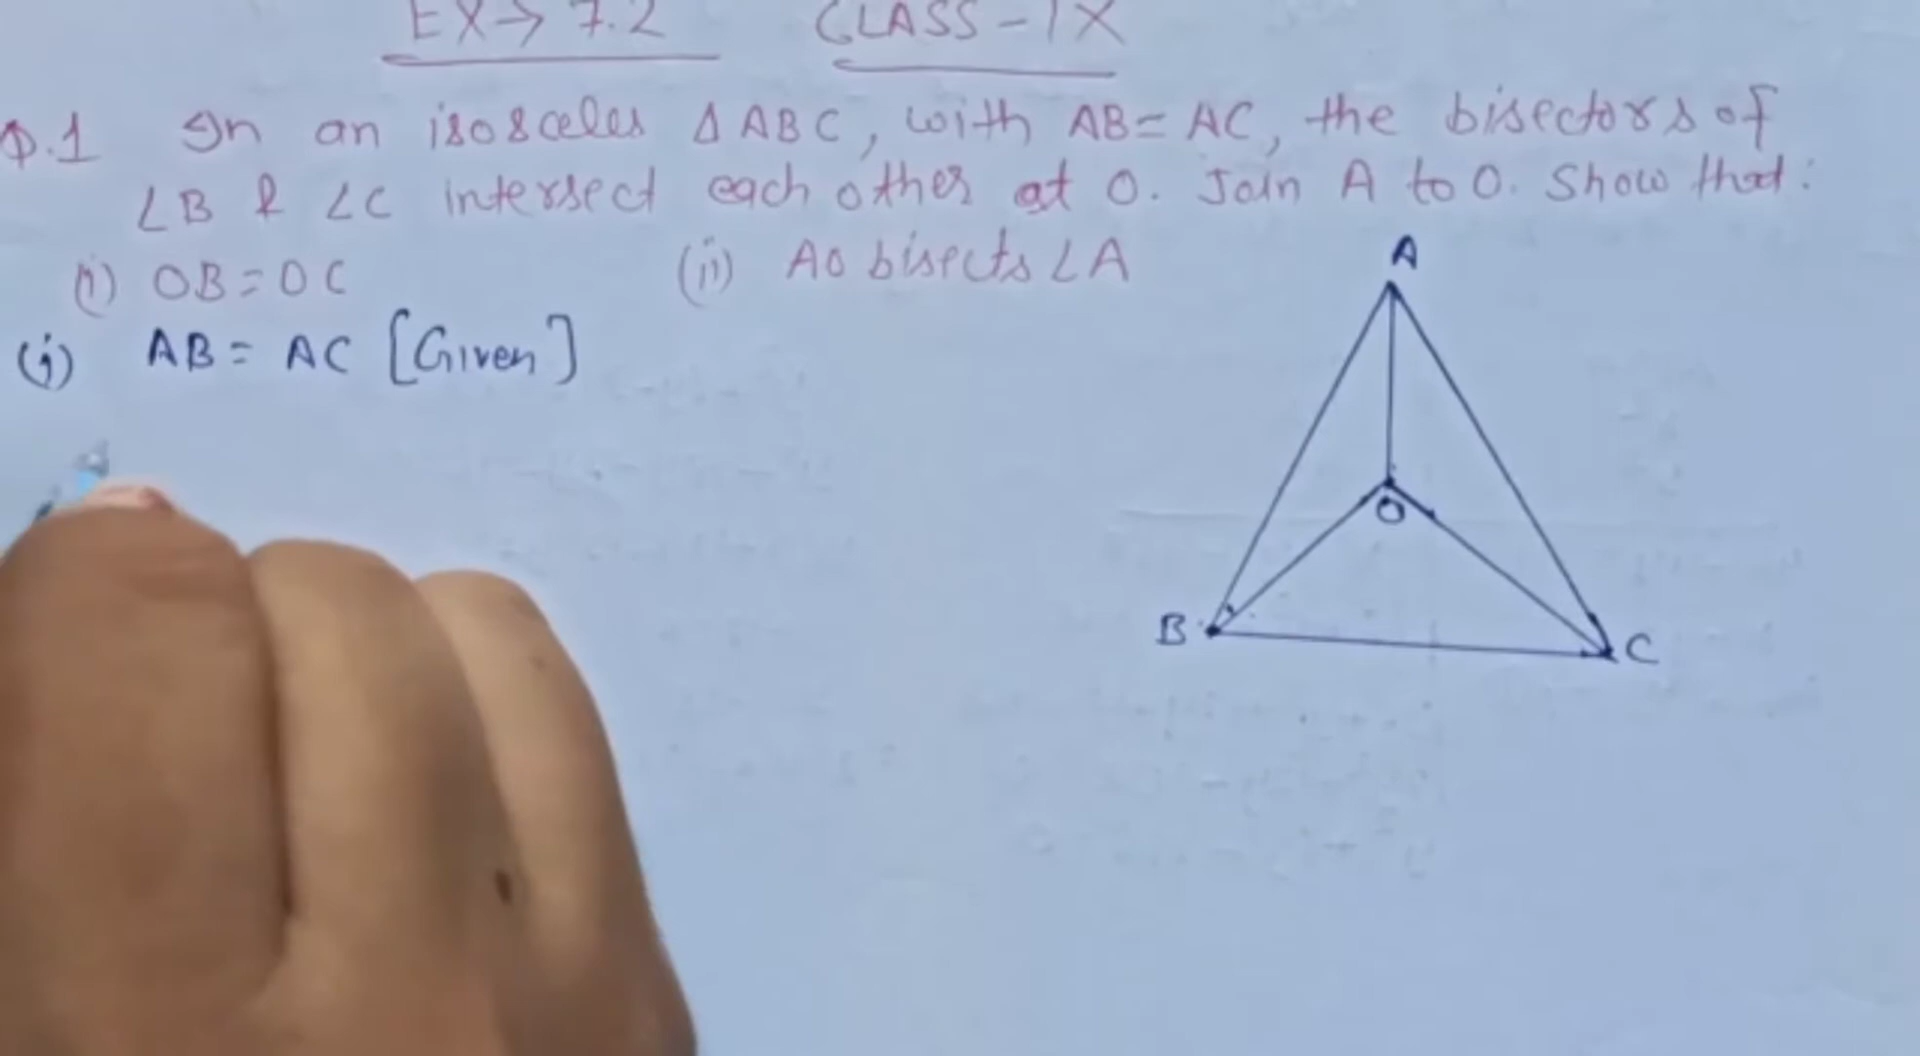 EX→ 7.2 CLASS-IX
Q.1 In an isosceles Δ ABC, with AB = AC, the bisectors of
∠B & ∠C intersect each other at O. Join A to O. Show that:
(i) OB = OC (ii) AO bisects ∠A
(i) AB = AC [Given]
A
O
B
C